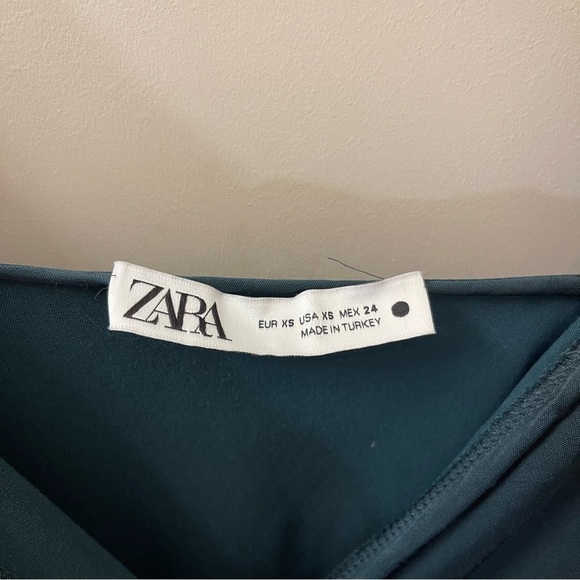 ZARA
EUR XS USA XS MEX 24
MADE IN TURKEY